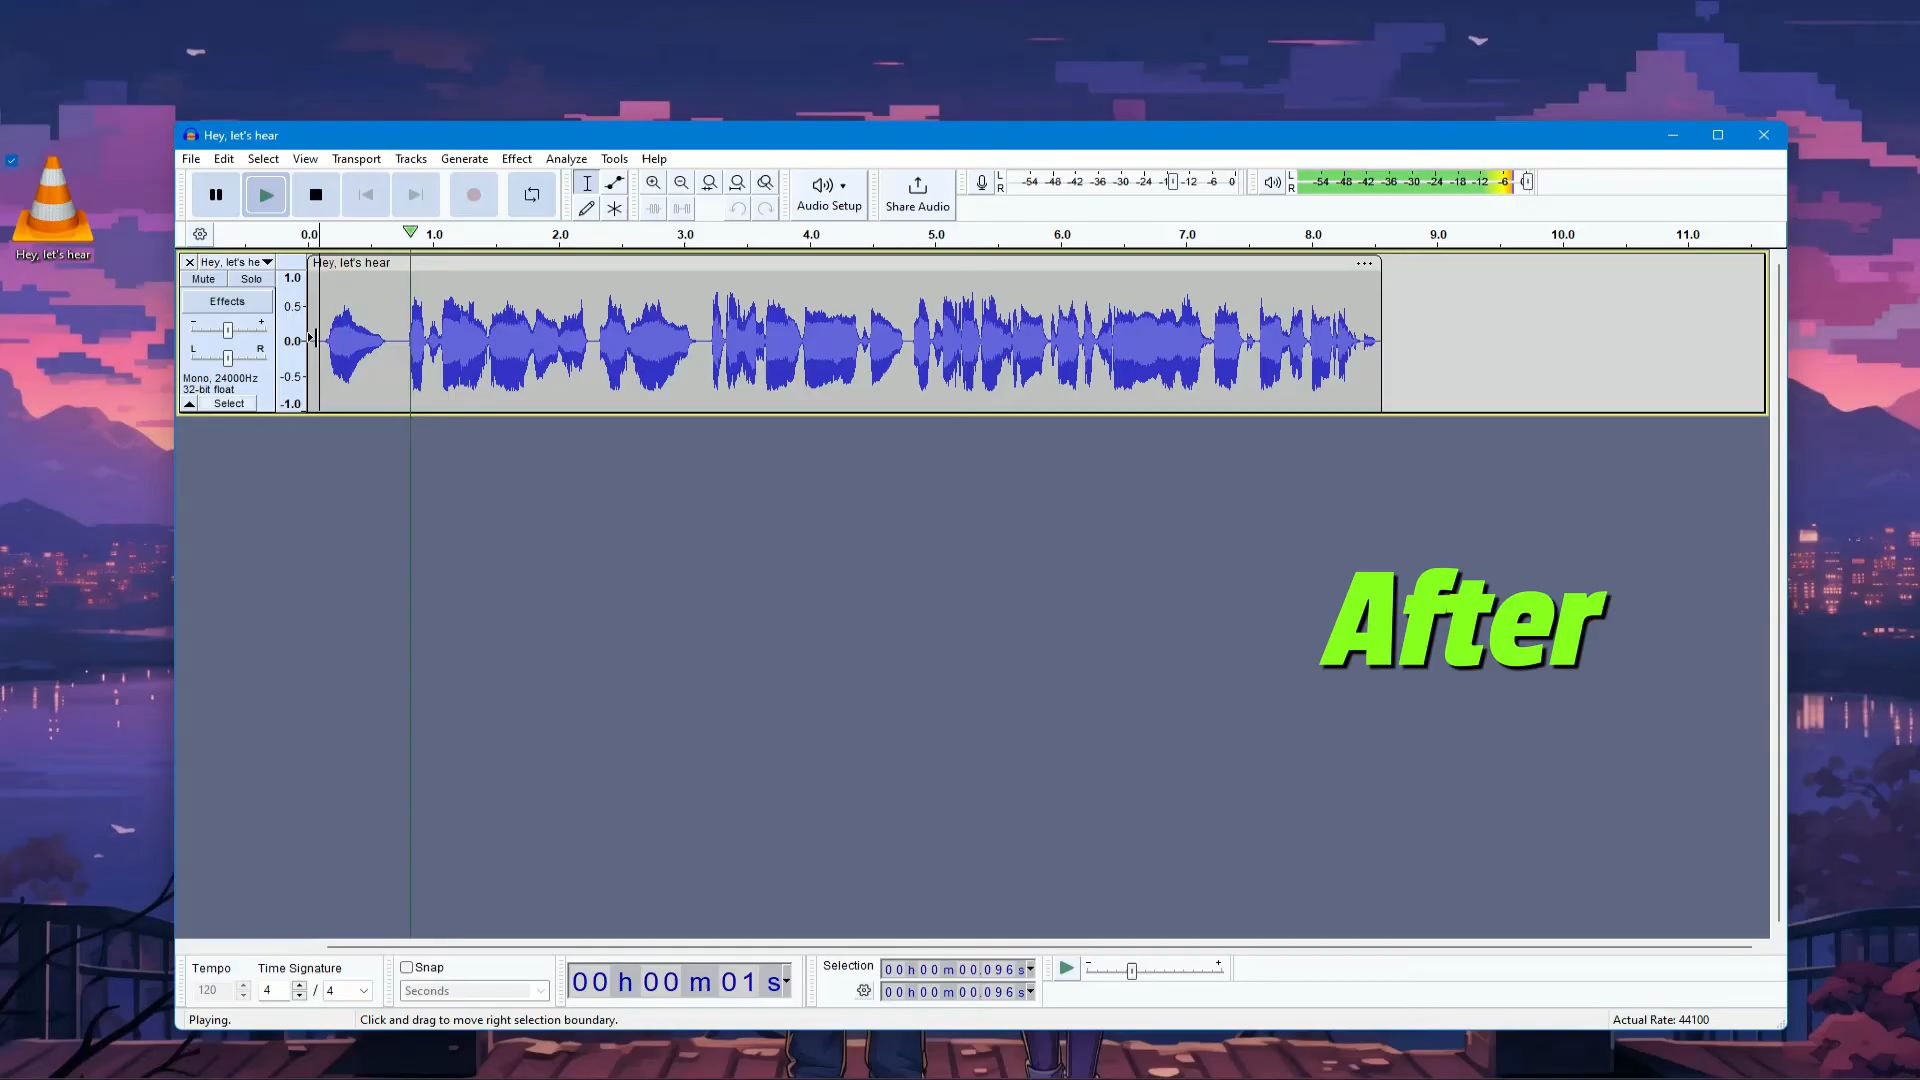 Hey, let's hear
File Edit Select View Transport Tracks Generate Effect Analyze Tools Help
L
R
-54 -48 -42 -36 -30 -24 -1 -12 -6 0
L
R
-54 -48 -42 -36 -30 -24 -18 -12 -6
Audio Setup
Share Audio
0.0 1.0 2.0 3.0 4.0 5.0 6.0 7.0 8.0 9.0 10.0 11.0
Hey, let's hear
Hey, let's he
Mute Solo
Effects
- +
L R
Mono, 24000Hz
32-bit float
Select
1.0
0.5
0.0
-0.5
-1.0
Hey, let's hear
After
Tempo
120
Time Signature
4 / 4
Snap
Seconds
00 h 00 m 01 s
Selection
00 h 00 m 00.096 s
00 h 00 m 00.096 s
- +
Playing.
Click and drag to move right selection boundary.
Actual Rate: 44100